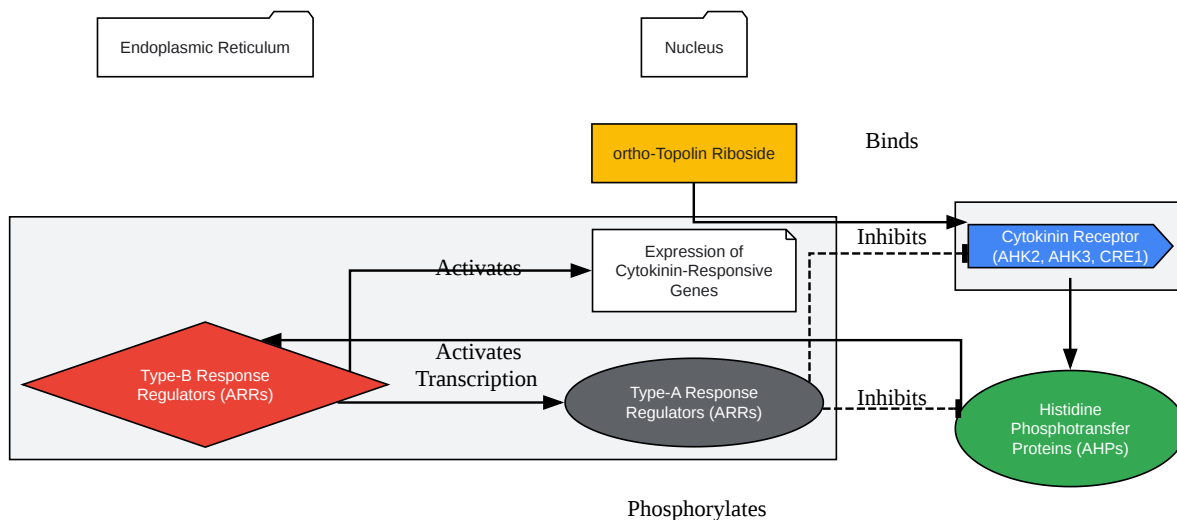 Endoplasmic Reticulum
Nucleus
ortho-Topolin Riboside
Binds
Expression of
Cytokinin-Responsive
Genes
Inhibits
Cytokinin Receptor
(AHK2, AHK3, CRE1)
Activates
Activates
Transcription
Type-B Response
Regulators (ARRs)
Type-A Response
Regulators (ARRs)
Inhibits
Histidine
Phosphotransfer
Proteins (AHPs)
Phosphorylates